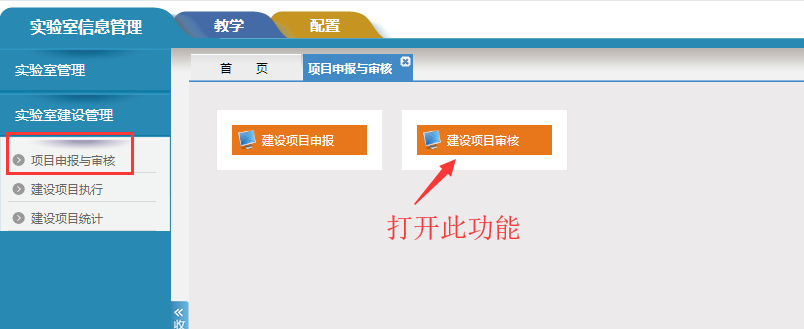 实验室信息管理
教学
配置
实验室管理
实验室建设管理
项目申报与审核
建设项目执行
建设项目统计
首 页
项目申报与审核
建设项目申报
建设项目审核
打开此功能